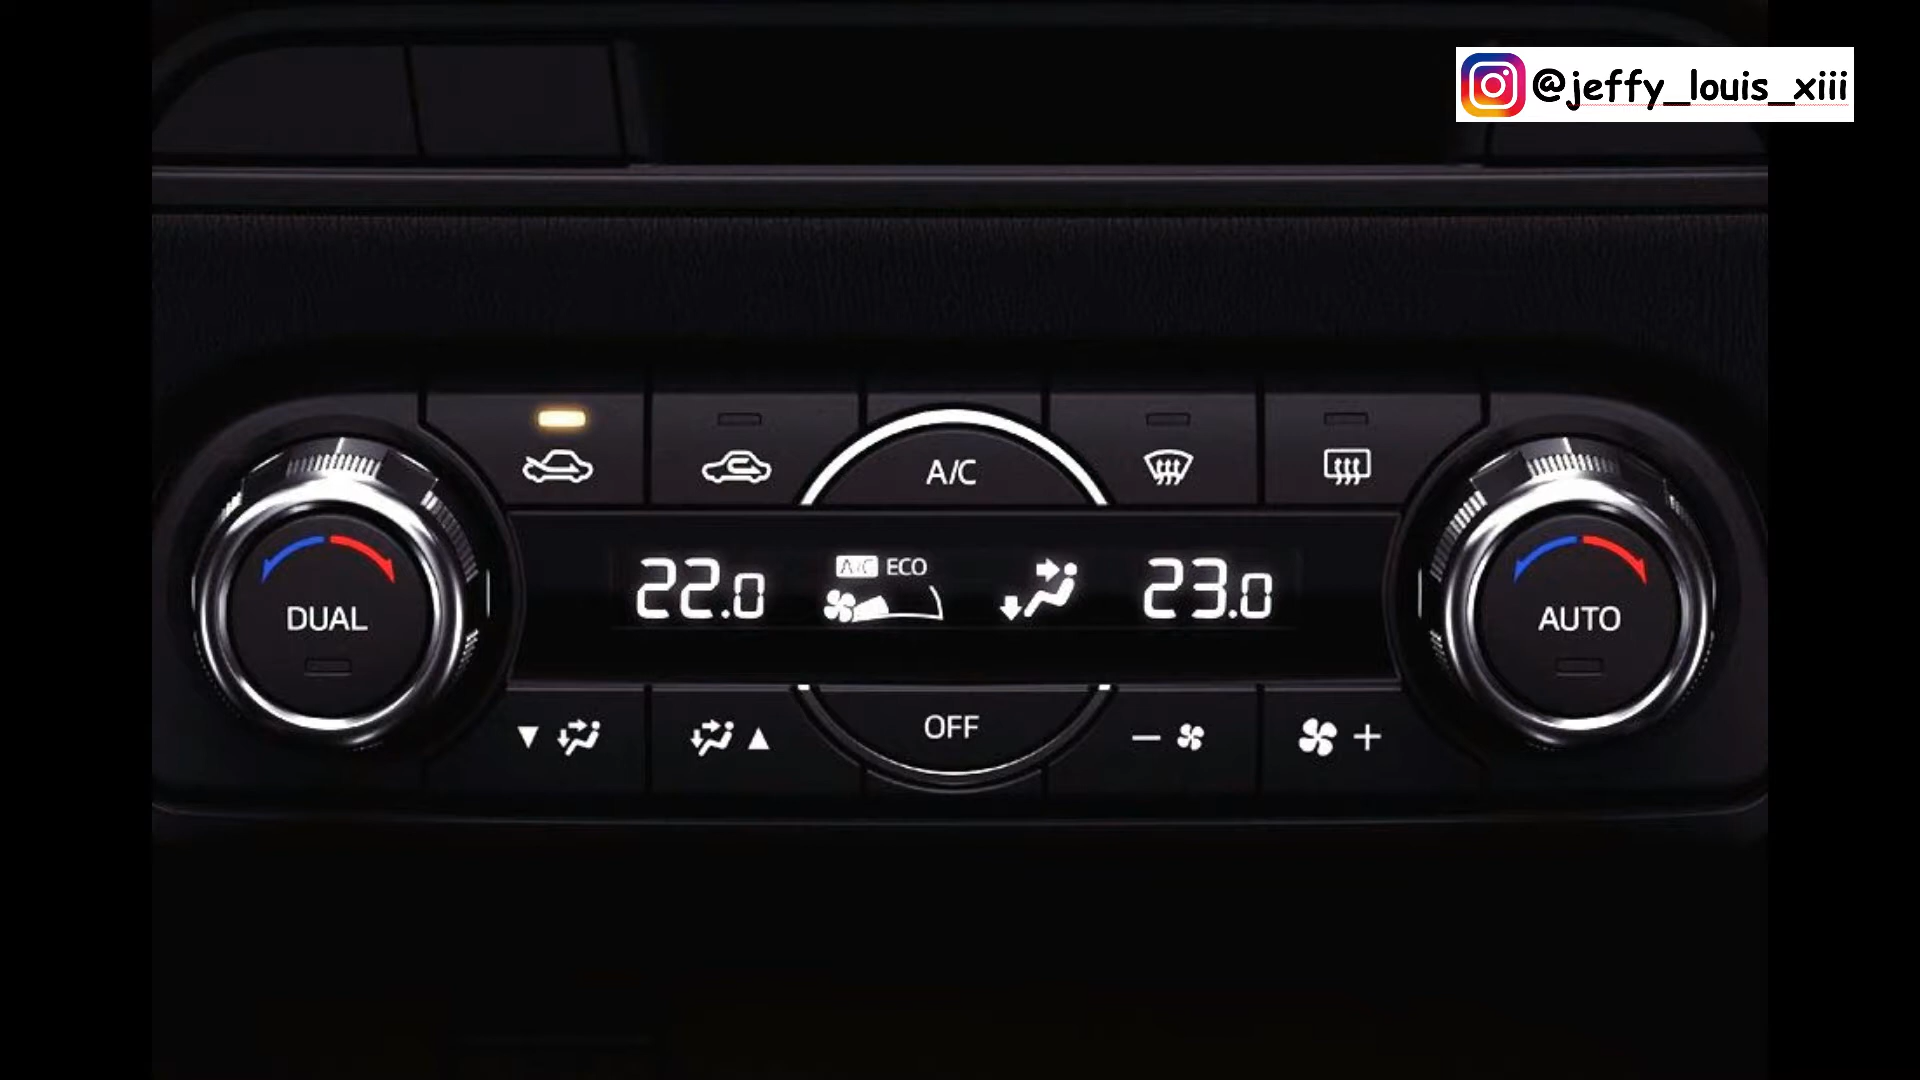 @jeffy_louis_xiii
A/C
22.0
A/C ECO
23.0
DUAL
AUTO
OFF